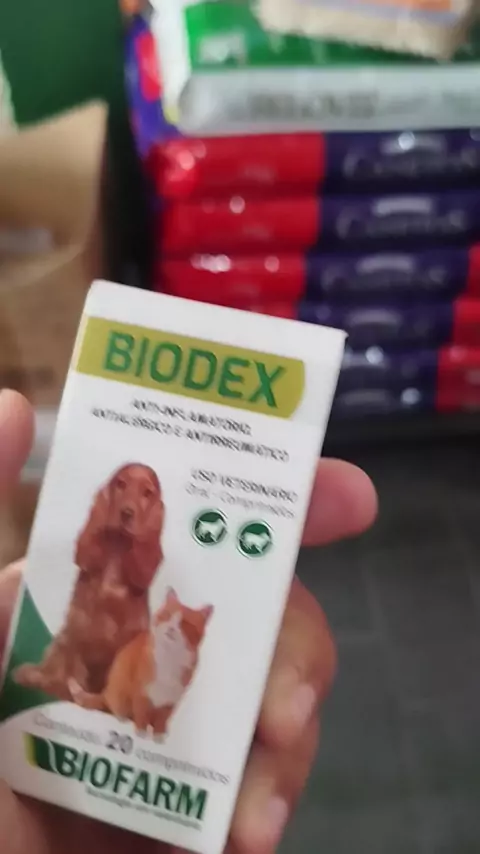 BIODEX
ANTI-INFLAMATÓRIO,
ANTIALÉRGICO E ANTIRREUMÁTICO
USO VETERINÁRIO
Oral - Comprimidos
Conteúdo: 20 comprimidos
BIOFARM